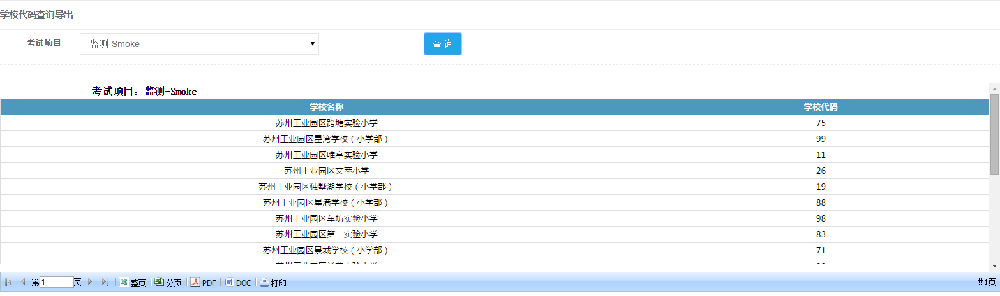 学校代码查询导出
考试项目 监测-Smoke 查 询
考试项目：监测-Smoke
学校名称 学校代码
苏州工业园区跨塘实验小学 75
苏州工业园区星湾学校（小学部） 99
苏州工业园区唯亭实验小学 11
苏州工业园区文萃小学 26
苏州工业园区独墅湖学校（小学部） 19
苏州工业园区星港学校（小学部） 88
苏州工业园区车坊实验小学 98
苏州工业园区第二实验小学 83
苏州工业园区景城学校（小学部） 71
第1页 整页 分页 PDF DOC 打印 共1页